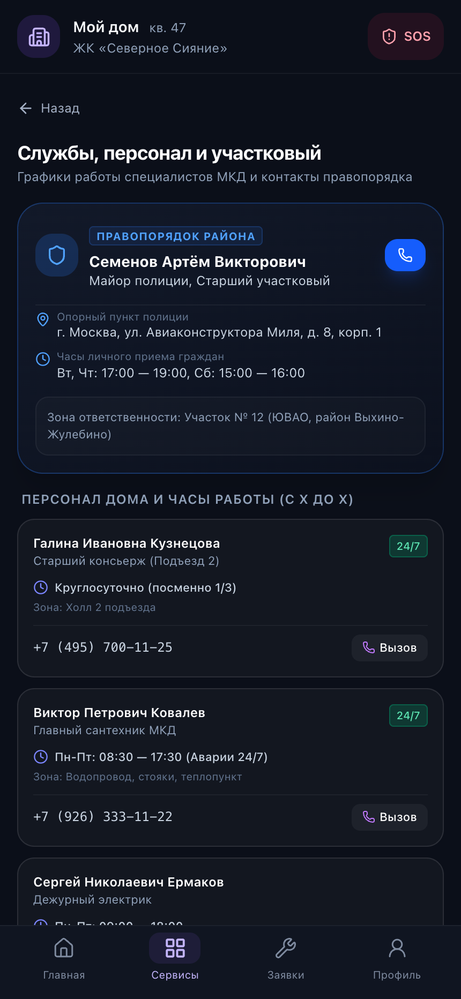 Мой дом кв. 47
ЖК «Северное Сияние»
SOS
Назад
Службы, персонал и участковый
Графики работы специалистов МКД и контакты правопорядка
ПРАВОПОРЯДОК РАЙОНА
Семенов Артём Викторович
Майор полиции, Старший участковый
Опорный пункт полиции
г. Москва, ул. Авиаконструктора Миля, д. 8, корп. 1
Часы личного приема граждан
Вт, Чт: 17:00 — 19:00, Сб: 15:00 — 16:00
Зона ответственности: Участок № 12 (ЮВАО, район Выхино-
Жулебино)
ПЕРСОНАЛ ДОМА И ЧАСЫ РАБОТЫ (С X ДО X)
Галина Ивановна Кузнецова
24/7
Старший консьерж (Подъезд 2)
Круглосуточно (посменно 1/3)
Зона: Холл 2 подъезда
+7 (495) 700-11-25
Вызов
Виктор Петрович Ковалев
24/7
Главный сантехник МКД
Пн-Пт: 08:30 — 17:30 (Аварии 24/7)
Зона: Водопровод, стояки, теплопункт
+7 (926) 333-11-22
Вызов
Сергей Николаевич Ермаков
Дежурный электрик
Пн-Пт: 09:00 — 18:00
Главная
Сервисы
Заявки
Профиль